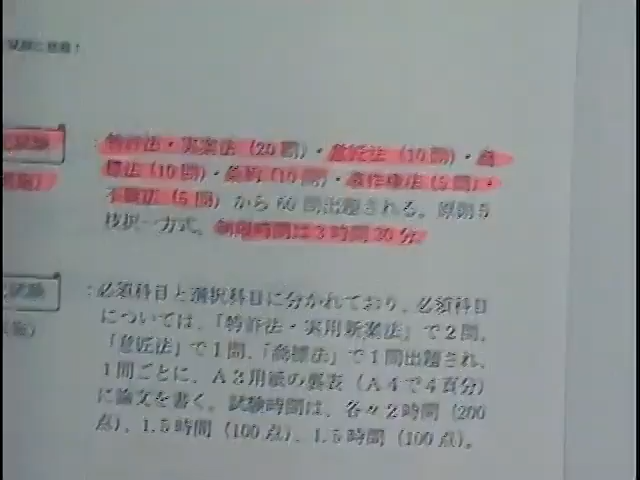 試験
：特許法・実案法（20問）・意匠法（10問）・商
標法（10問）・条約（10問）・著作権法（5問）・
不競法（5問）から60問出題される。原則5
枝択一方式。制限時間は3時間30分。
試験
：必須科目と選択科目に分かれており、必須科目
については、「特許法・実用新案法」で2問、
「意匠法」で1問、「商標法」で1問出題され、
1問ごとに、A3用紙の裏表（A4で4頁分）
に論文を書く。試験時間は、各々2時間（200
点）、1.5時間（100点）、1.5時間（100点）。